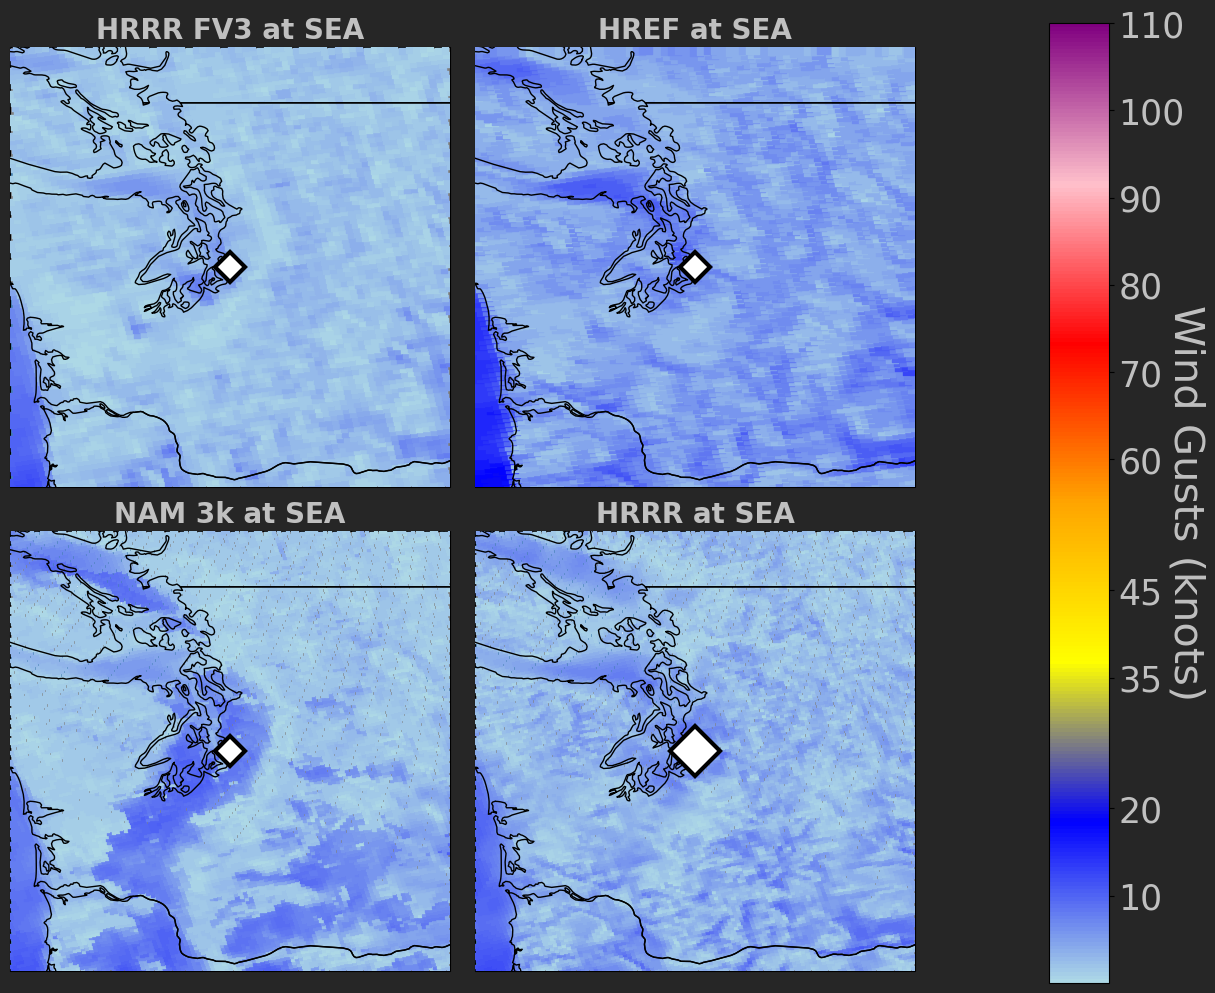 HRRR FV3 at SEA
HREF at SEA
NAM 3k at SEA
HRRR at SEA
110
100
90
80
70
60
45
35
20
10
Wind Gusts (knots)